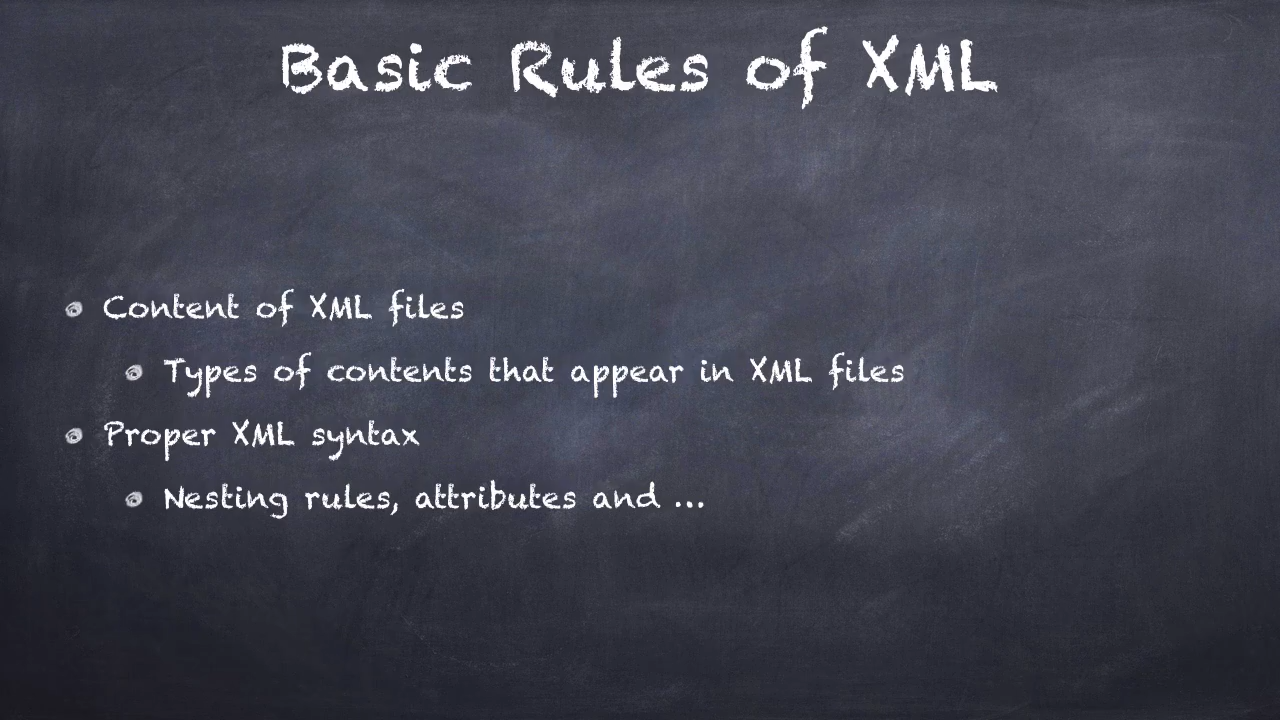 Basic Rules of XML
Content of XML files
Types of contents that appear in XML files
Proper XML syntax
Nesting rules, attributes and ...